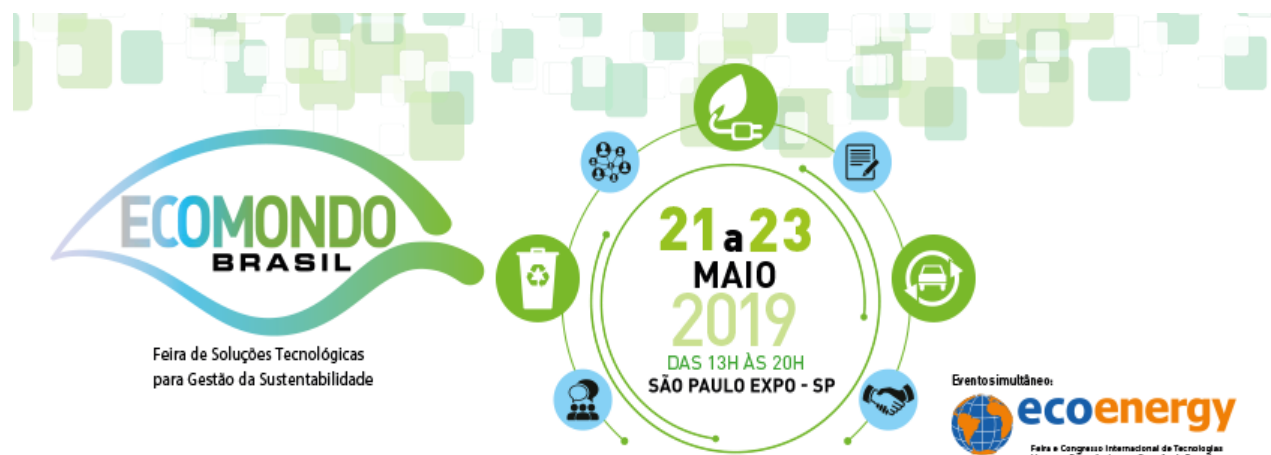 ECOMONDO
BRASIL
Feira de Soluções Tecnológicas
para Gestão da Sustentabilidade
21 a 23
MAIO
2019
DAS 13H ÀS 20H
SÃO PAULO EXPO - SP
Evento simultâneo:
ecoenergy
Feira e Congresso Internacional de Tecnologias